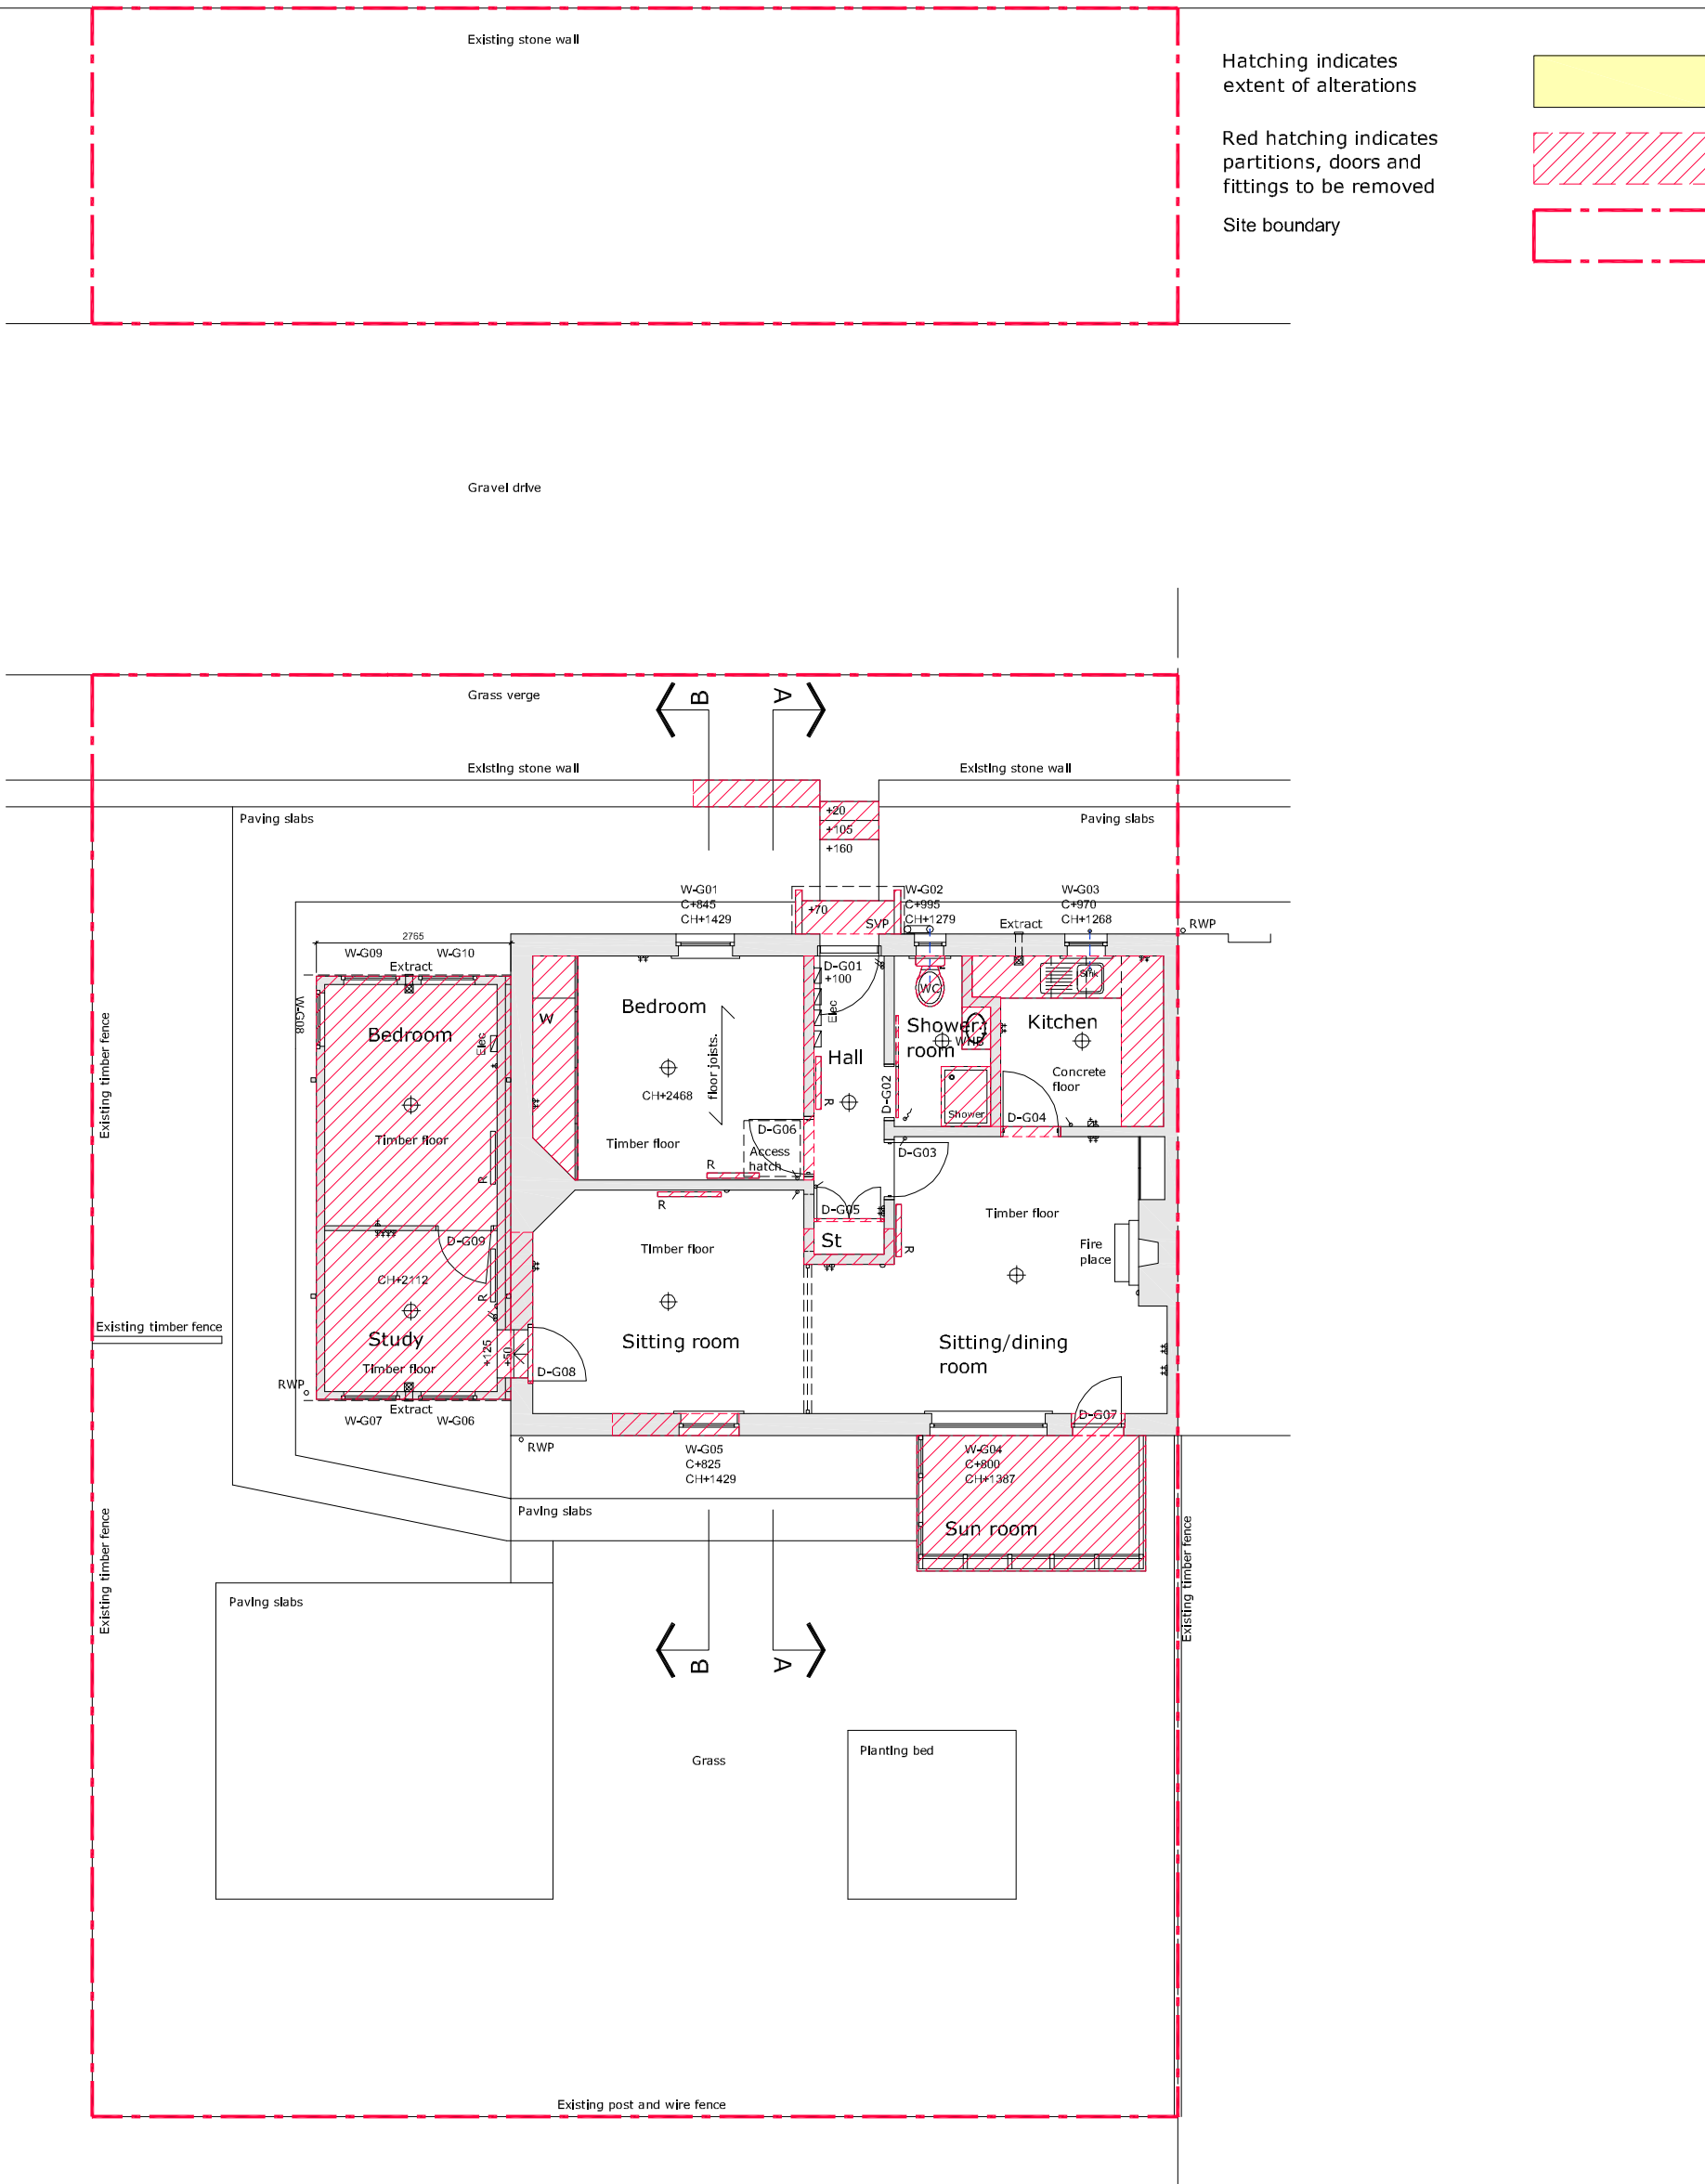 Existing stone wall
Hatching indicates
extent of alterations
Red hatching indicates
partitions, doors and
fittings to be removed
Site boundary
Gravel drive
Grass verge
B
A
Existing stone wall
Existing stone wall
Paving slabs
+20
+105
+160
Paving slabs
W-G01
C+845
CH+1429
+70
SVP
W-G02
C+995
CH+1279
W-G03
C+970
CH+1268
Extract
RWP
2765
W-G09
W-G10
Extract
W-G08
D-G01
+100
Elec
WC
Sink
Bedroom
Elec
W
Bedroom
Hall
Shower
room
WHB
Kitchen
Existing timber fence
floor joists.
CH+2468
Concrete
floor
D-G02
R
Shower
D-G04
Timber floor
Timber floor
D-G06
Access
hatch
D-G03
R
R
R
D-G05
Timber floor
St
D-G09
Timber floor
R
Fire
place
CH+2112
R
Existing timber fence
Study
Sitting room
Sitting/dining
room
+125
+50
Timber floor
D-G08
RWP
Extract
W-G07
W-G06
D-G07
RWP
W-G05
C+825
CH+1429
W-G04
C+800
CH+1387
Paving slabs
Sun room
Existing timber fence
Existing timber fence
Paving slabs
B
A
Grass
Planting bed
Existing post and wire fence